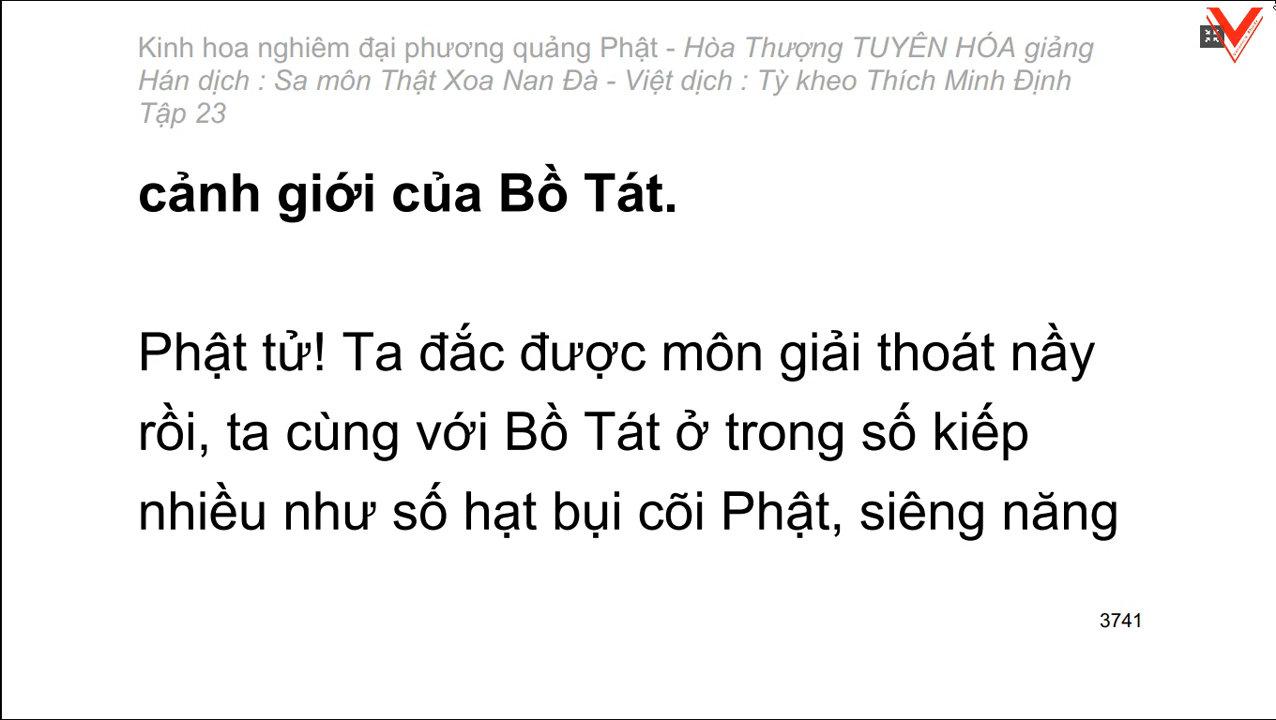 Kinh hoa nghiêm đại phương quảng Phật - Hòa Thượng TUYÊN HÓA giảng
Hán dịch : Sa môn Thật Xoa Nan Đà - Việt dịch : Tỳ kheo Thích Minh Định
Tập 23
cảnh giới của Bồ Tát.
Phật tử! Ta đắc được môn giải thoát nầy
rồi, ta cùng với Bồ Tát ở trong số kiếp
nhiều như số hạt bụi cõi Phật, siêng năng
3741